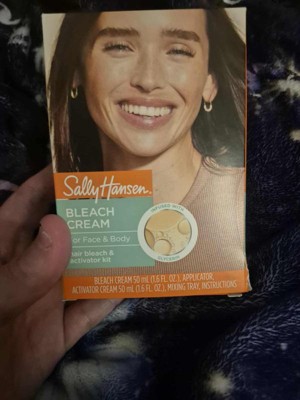 Sally Hansen
BLEACH
CREAM
For Face & Body
hair bleach &
activator kit
BLEACH CREAM 50 mL (1.6 FL. OZ.), APPLICATOR,
ACTIVATOR CREAM 50 mL (1.6 FL. OZ.), MIXING TRAY, INSTRUCTIONS